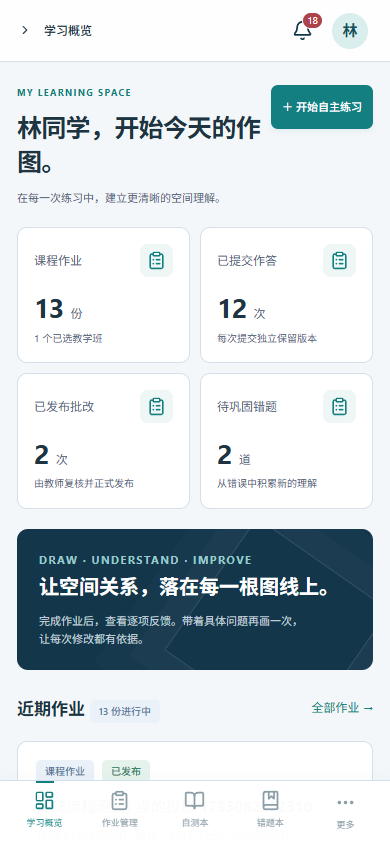 学习概览
18
林
MY LEARNING SPACE
林同学，开始今天的作
图。
+ 开始自主练习
在每一次练习中，建立更清晰的空间理解。
课程作业
13 份
1 个已选教学班
已提交作答
12 次
每次提交独立保留版本
已发布批改
2 次
由教师复核并正式发布
待巩固错题
2 道
从错误中积累新的理解
DRAW · UNDERSTAND · IMPROVE
让空间关系，落在每一根图线上。
完成作业后，查看逐项反馈。带着具体问题再画一次，
让每次修改都有依据。
近期作业
13 份进行中
全部作业 →
课程作业
已发布
学习概览
作业管理
自测本
错题本
更多